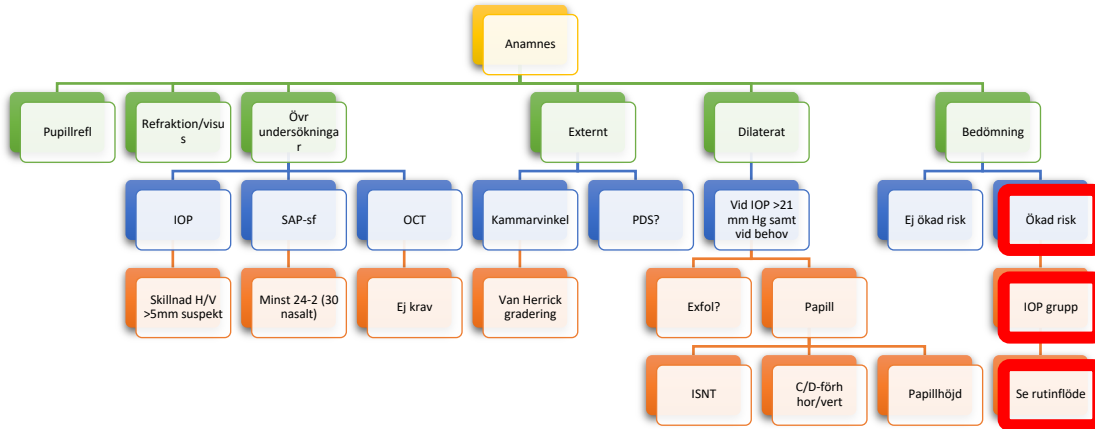 Anamnes
Pupillrefl
Refraktion/visu
s
Övr
undersökninga
r
Externt
Dilaterat
Bedömning
IOP
SAP-sf
OCT
Kammarvinkel
PDS?
Vid IOP >21
mm Hg samt
vid behov
Ej ökad risk
Ökad risk
Skillnad H/V
>5mm suspekt
Minst 24-2 (30
nasalt)
Ej krav
Van Herrick
gradering
Exfol?
Papill
IOP grupp
ISNT
C/D-förh
hor/vert
Papillhöjd
Se rutinflöde